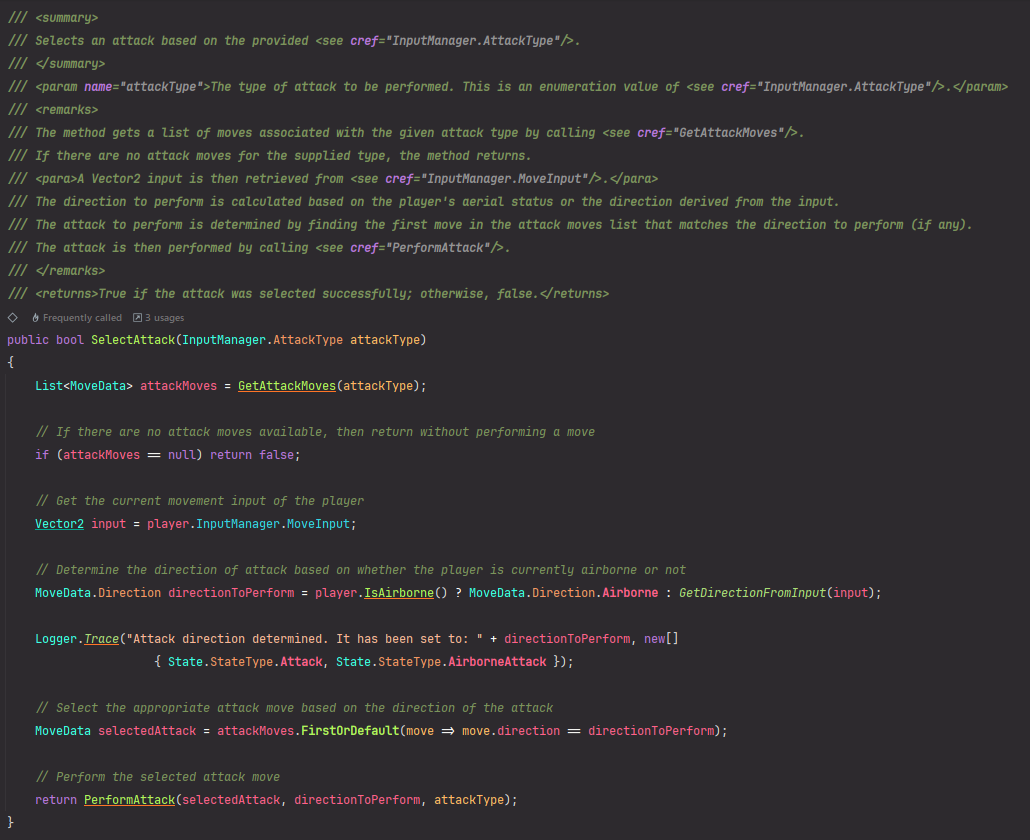 /// <summary>
/// Selects an attack based on the provided <see cref="InputManager.AttackType"/>.
/// </summary>
/// <param name="attackType">The type of attack to be performed. This is an enumeration value of <see cref="InputManager.AttackType"/>.</param>
/// <remarks>
/// The method gets a list of moves associated with the given attack type by calling <see cref="GetAttackMoves"/>.
/// If there are no attack moves for the supplied type, the method returns.
/// <para>A Vector2 input is then retrieved from <see cref="InputManager.MoveInput"/>.</para>
/// The direction to perform is calculated based on the player's aerial status or the direction derived from the input.
/// The attack to perform is determined by finding the first move in the attack moves list that matches the direction to perform (if any).
/// The attack is then performed by calling <see cref="PerformAttack"/>.
/// </remarks>
/// <returns>True if the attack was selected successfully; otherwise, false.</returns>
Frequently called 3 usages
public bool SelectAttack(InputManager.AttackType attackType)
{
    List<MoveData> attackMoves = GetAttackMoves(attackType);

    // If there are no attack moves available, then return without performing a move
    if (attackMoves == null) return false;

    // Get the current movement input of the player
    Vector2 input = player.InputManager.MoveInput;

    // Determine the direction of attack based on whether the player is currently airborne or not
    MoveData.Direction directionToPerform = player.IsAirborne() ? MoveData.Direction.Airborne : GetDirectionFromInput(input);

    Logger.Trace("Attack direction determined. It has been set to: " + directionToPerform, new[]
                 { State.StateType.Attack, State.StateType.AirborneAttack });

    // Select the appropriate attack move based on the direction of the attack
    MoveData selectedAttack = attackMoves.FirstOrDefault(move => move.direction == directionToPerform);

    // Perform the selected attack move
    return PerformAttack(selectedAttack, directionToPerform, attackType);
}